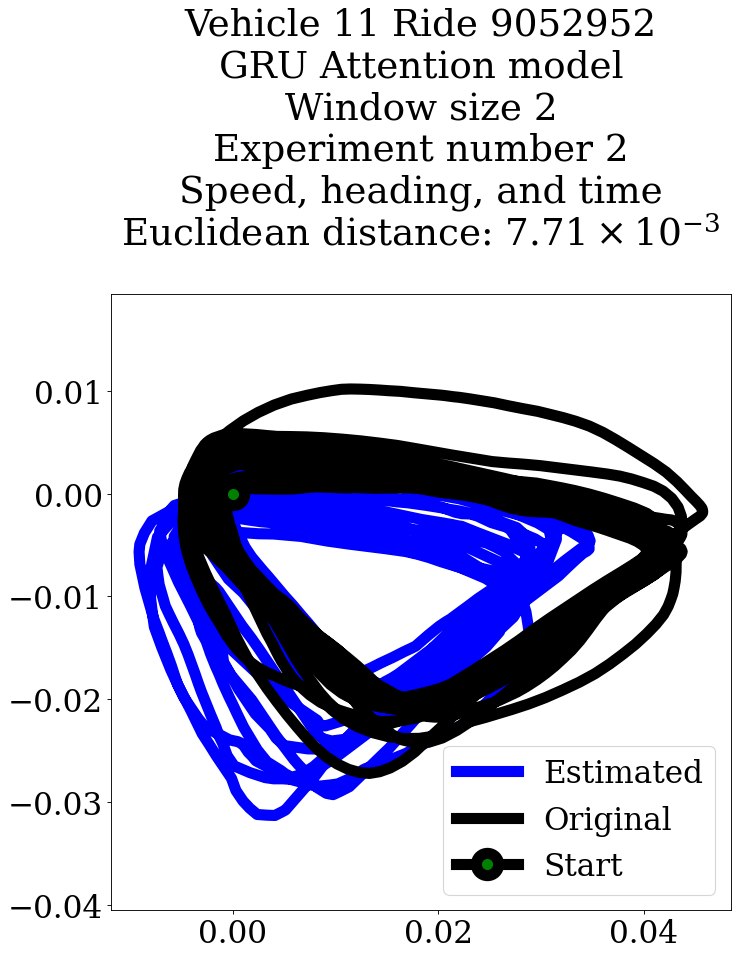 Vehicle 11 Ride 9052952
GRU Attention model
Window size 2
Experiment number 2
Speed, heading, and time
Euclidean distance: 7.71 × 10⁻³
0.01
0.00
−0.01
−0.02
−0.03
−0.04
0.00 0.02 0.04
Estimated
Original
Start